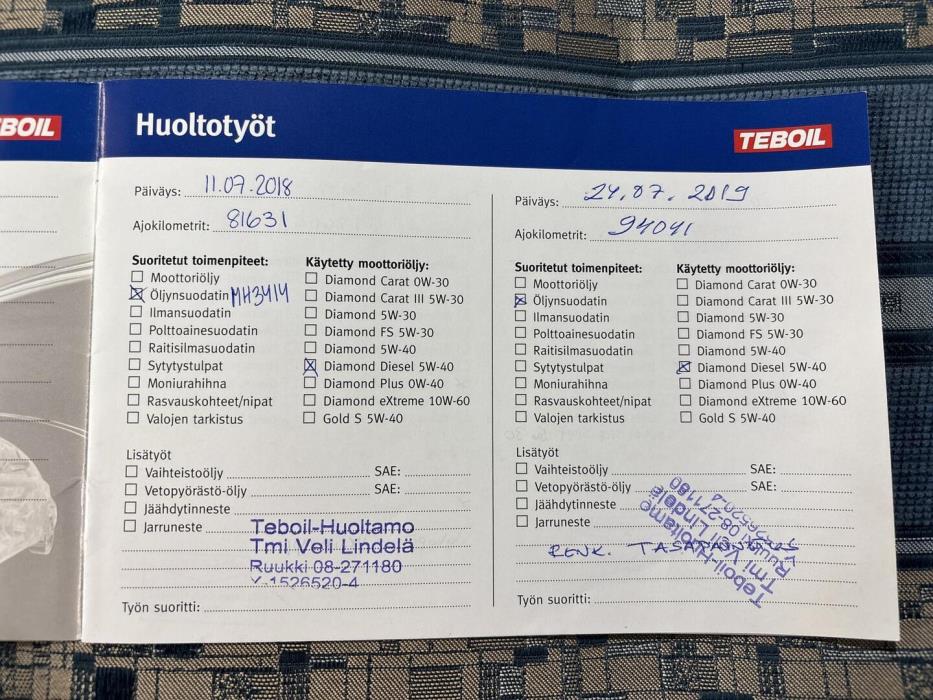 BOIL
Huoltotyöt
TEBOIL
Päiväys: 11.07.2018
Ajokilometrit: 81631
Suoritetut toimenpiteet:
Moottoriöljy
Öljynsuodatin MH3414
Ilmansuodatin
Polttoainesuodatin
Raitisilmasuodatin
Sytytystulpat
Moniurahihna
Rasvauskohteet/nipat
Valojen tarkistus
Käytetty moottoriöljy:
Diamond Carat 0W-30
Diamond Carat III 5W-30
Diamond 5W-30
Diamond FS 5W-30
Diamond 5W-40
Diamond Diesel 5W-40
Diamond Plus 0W-40
Diamond eXtreme 10W-60
Gold S 5W-40
Lisätyöt
Vaihteistoöljy SAE:
Vetopyörästö-öljy SAE:
Jäähdytinneste
Jarruneste
Teboil-Huoltamo
Tmi Veli Lindelä
Ruukki 08-271180
Y-1526520-4
Työn suoritti:
Päiväys: 24.07.2019
Ajokilometrit: 94041
Suoritetut toimenpiteet:
Moottoriöljy
Öljynsuodatin
Ilmansuodatin
Polttoainesuodatin
Raitisilmasuodatin
Sytytystulpat
Moniurahihna
Rasvauskohteet/nipat
Valojen tarkistus
Käytetty moottoriöljy:
Diamond Carat 0W-30
Diamond Carat III 5W-30
Diamond 5W-30
Diamond FS 5W-30
Diamond 5W-40
Diamond Diesel 5W-40
Diamond Plus 0W-40
Diamond eXtreme 10W-60
Gold S 5W-40
Lisätyöt
Vaihteistoöljy SAE:
Vetopyörästö-öljy SAE:
Jäähdytinneste
Jarruneste
RENK.
Teboil-Huoltamo
Tmi Veli Lindelä
Ruukki 08-271180
Työn suoritti: